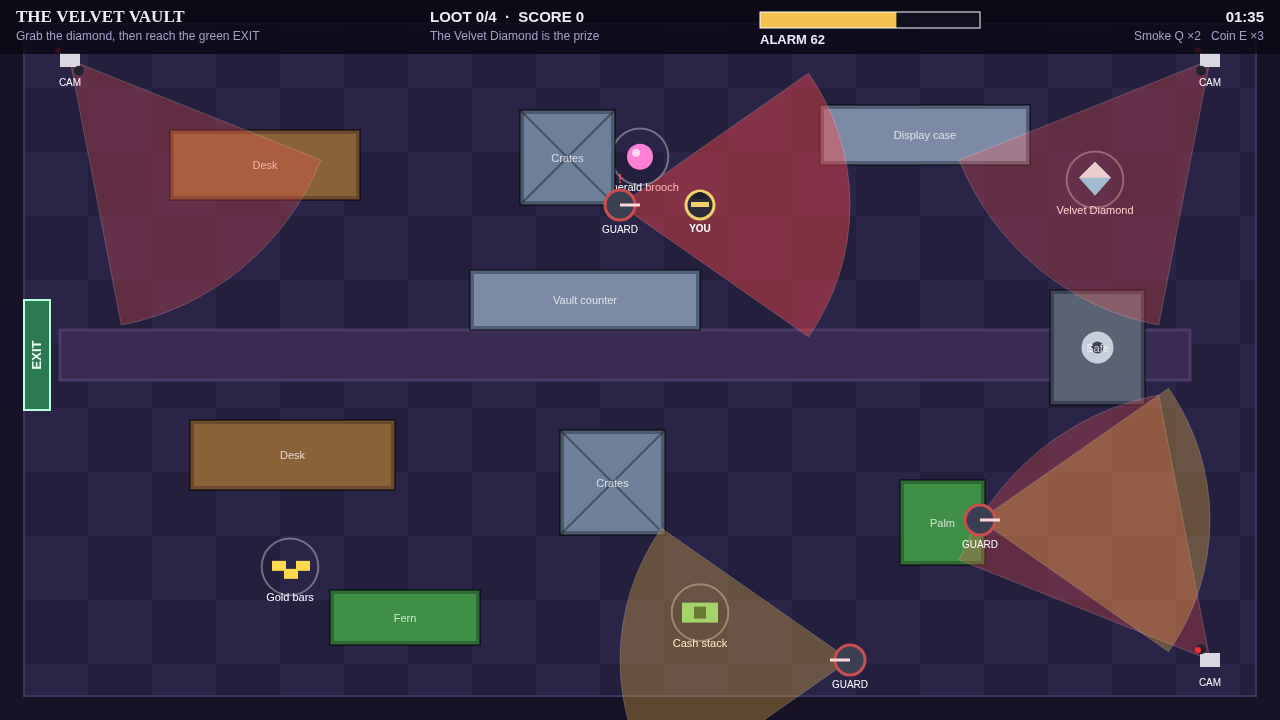 THE VELVET VAULT
Grab the diamond, then reach the green EXIT
LOOT 0/4 · SCORE 0
The Velvet Diamond is the prize
ALARM 62
01:35
Smoke Q ×2 Coin E ×3
CAM
CAM
Desk
Crates
Display case
!
brooch
Velvet Diamond
GUARD
YOU
Vault counter
EXIT
Safe
Desk
Crates
Palm
GUARD
Gold bars
Fern
Cash stack
GUARD
CAM